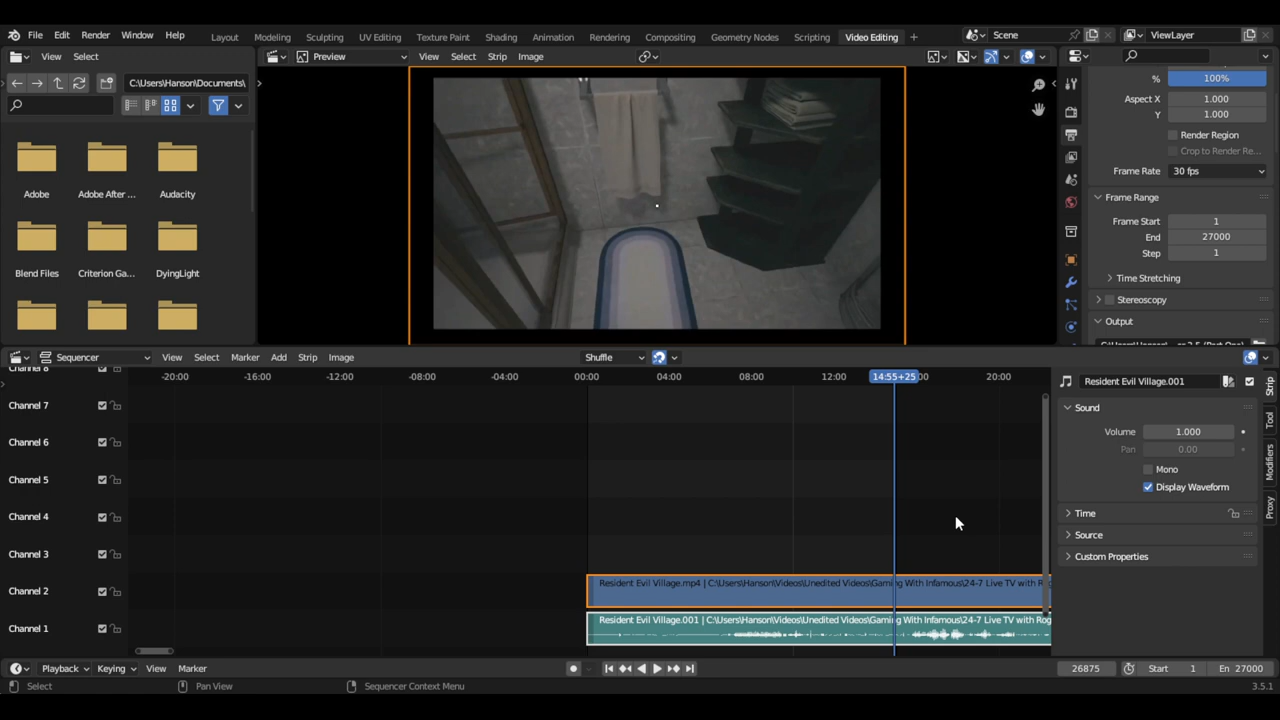 File Edit Render Window Help Layout Modeling Sculpting UV Editing Texture Paint Shading Animation Rendering Compositing Geometry Nodes Scripting Video Editing + Scene ViewLayer
View Select Preview View Select Strip Image
C:\Users\Hanson\Documents\
% 100%
Aspect X 1.000
Y 1.000
Render Region
Crop to Render Re...
Frame Rate 30 fps
Adobe Adobe After ... Audacity
Frame Range
Frame Start 1
End 27000
Step 1
Blend Files Criterion Ga... DyingLight
Time Stretching
Stereoscopy
Output
Sequencer View Select Marker Add Strip Image Shuffle
-20:00 -16:00 -12:00 -08:00 -04:00 00:00 04:00 08:00 12:00 14:55+25 20:00
Resident Evil Village.001
Strip
Tool
Modifiers
Proxy
Channel 8
Channel 7
Channel 6
Channel 5
Channel 4
Channel 3
Channel 2
Channel 1
Sound
Volume 1.000
Pan 0.00
Mono
Display Waveform
Time
Source
Custom Properties
Resident Evil Village.mp4 | C:\Users\Hanson\Videos\Unedited Videos\Gaming With Infamous\24-7 Live TV with
Resident Evil Village.001 | C:\Users\Hanson\Videos\Unedited Videos\Gaming With Infamous\24-7 Live TV with
Playback Keying View Marker 26875 Start 1 En 27000
Select Pan View Sequencer Context Menu 3.5.1